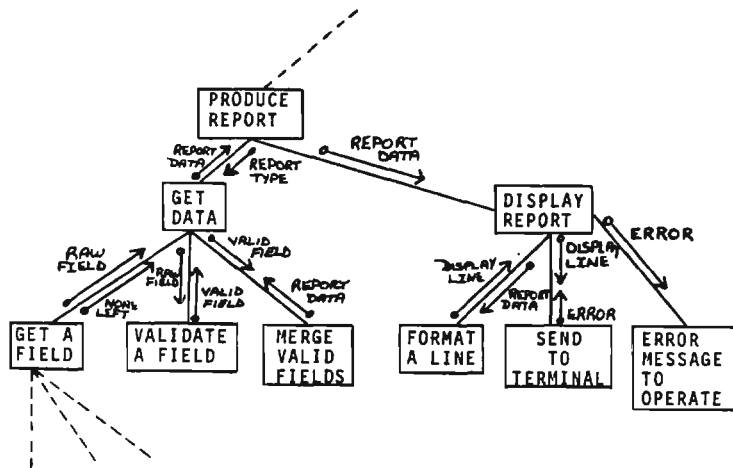 PRODUCE
REPORT
REPORT
DATA
REPORT
TYPE
REPORT
DATA
GET
DATA
DISPLAY
REPORT
RAW
FIELD
NONE
LEFT
RAW
FIELD
VALID
FIELD
VALID
FIELD
REPORT
DATA
DISPLAY
LINE
REPORT
DATA
DISPLAY
LINE
ERROR
ERROR
GET A
FIELD
VALIDATE
A FIELD
MERGE
VALID
FIELDS
FORMAT
A LINE
SEND
TO
TERMINAL
ERROR
MESSAGE
TO
OPERATE